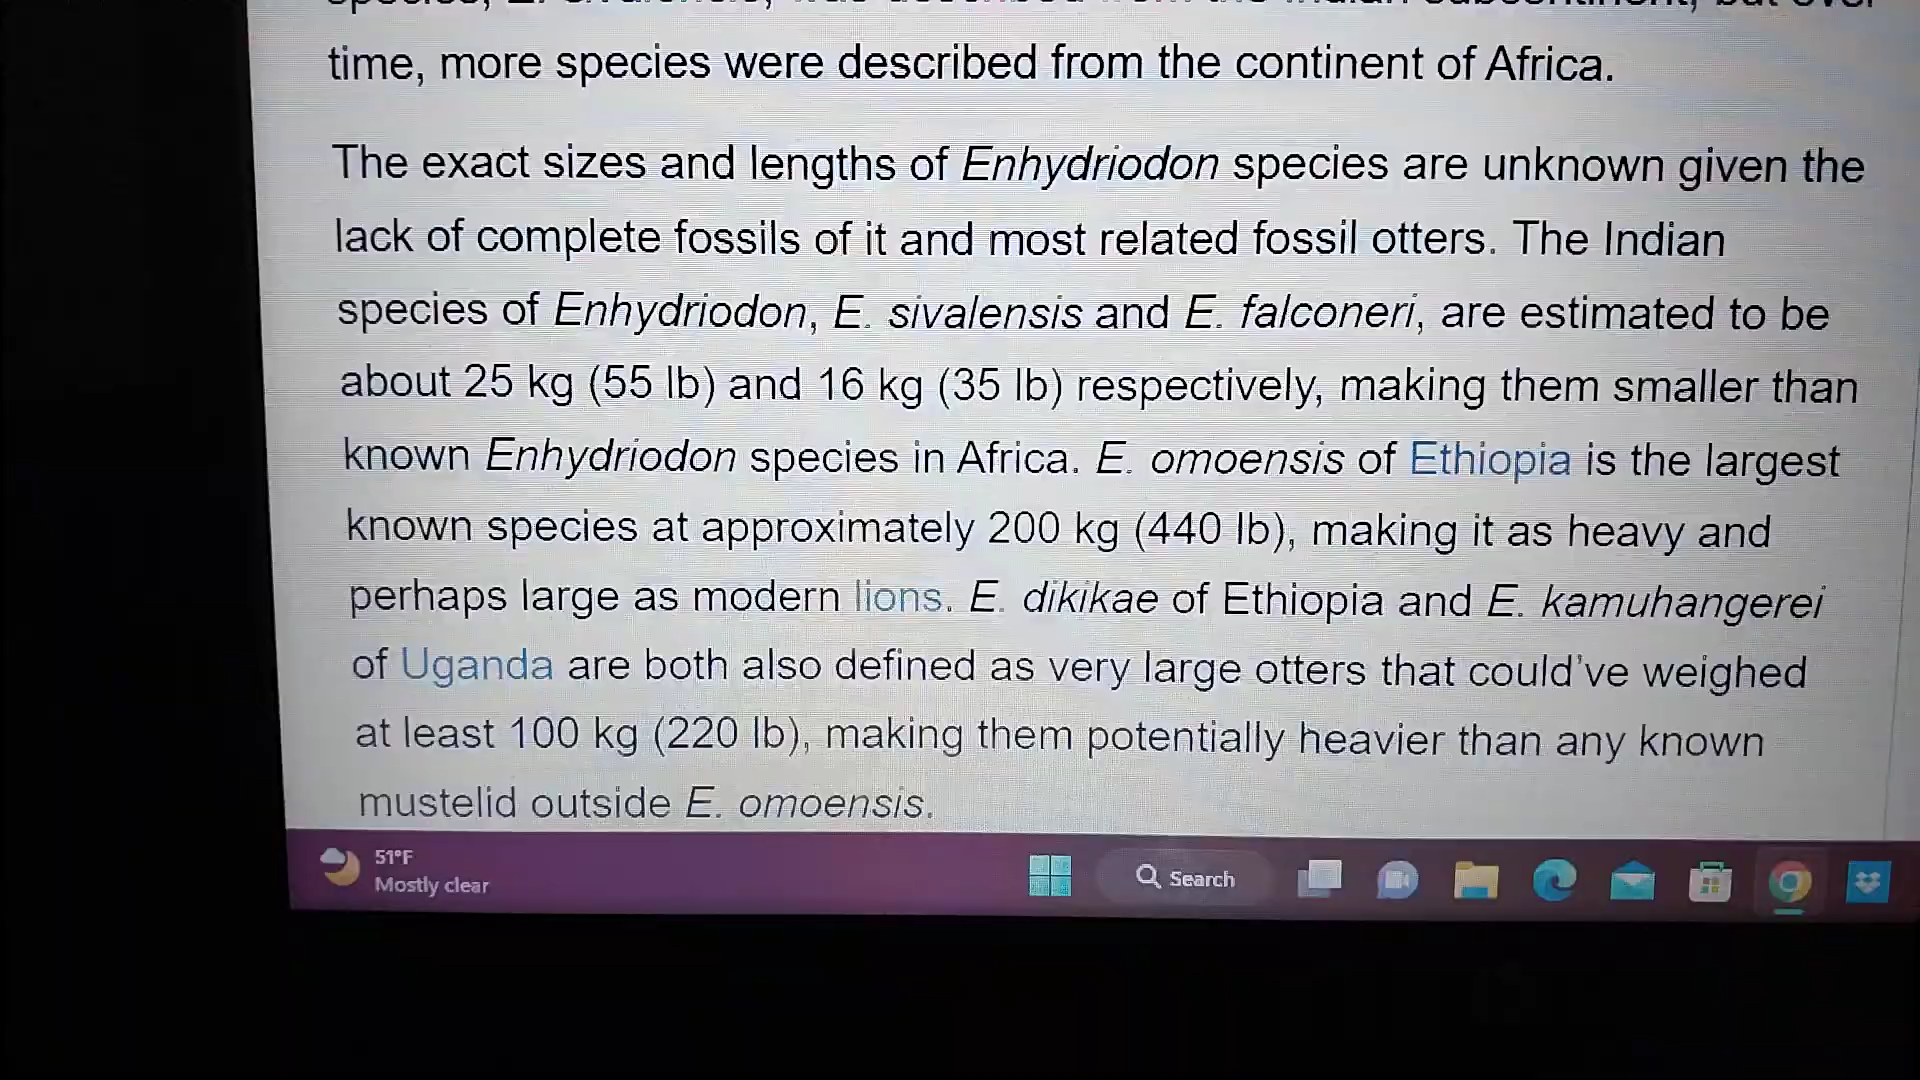 time, more species were described from the continent of Africa.
The exact sizes and lengths of Enhydriodon species are unknown given the
lack of complete fossils of it and most related fossil otters. The Indian
species of Enhydriodon, E. sivalensis and E. falconeri, are estimated to be
about 25 kg (55 lb) and 16 kg (35 lb) respectively, making them smaller than
known Enhydriodon species in Africa. E. omoensis of Ethiopia is the largest
known species at approximately 200 kg (440 lb), making it as heavy and
perhaps large as modern lions. E. dikikae of Ethiopia and E. kamuhangerei
of Uganda are both also defined as very large otters that could've weighed
at least 100 kg (220 lb), making them potentially heavier than any known
mustelid outside E. omoensis.
51°F
Mostly clear
Search